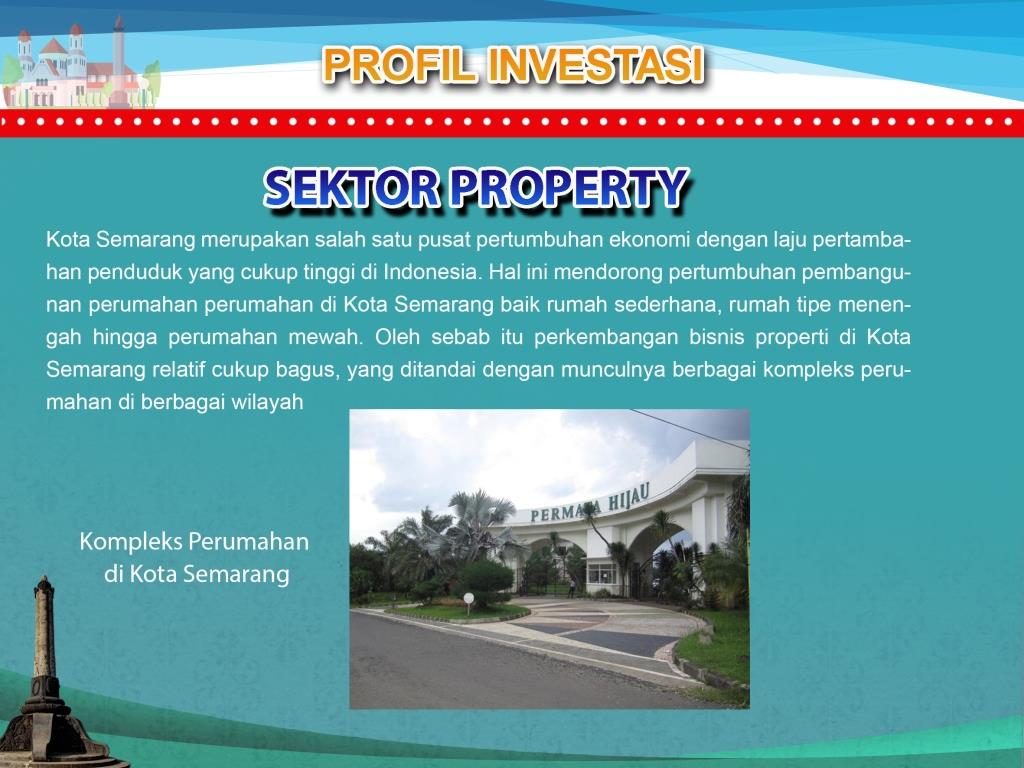 PROFIL INVESTASI
SEKTOR PROPERTY
Kota Semarang merupakan salah satu pusat pertumbuhan ekonomi dengan laju pertamba-
han penduduk yang cukup tinggi di Indonesia. Hal ini mendorong pertumbuhan pembangu-
nan perumahan perumahan di Kota Semarang baik rumah sederhana, rumah tipe menen-
gah hingga perumahan mewah. Oleh sebab itu perkembangan bisnis properti di Kota
Semarang relatif cukup bagus, yang ditandai dengan munculnya berbagai kompleks peru-
mahan di berbagai wilayah
PERMATA HIJAU
Kompleks Perumahan
di Kota Semarang